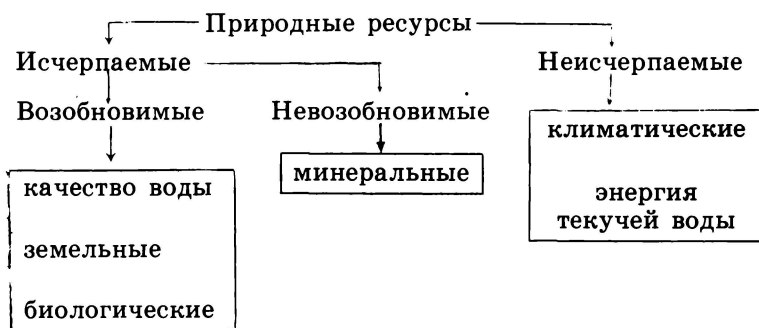 Природные ресурсы
Исчерпаемые
Неисчерпаемые
Возобновимые
Невозобновимые
климатические
минеральные
энергия
текучей воды
качество воды
земельные
биологические